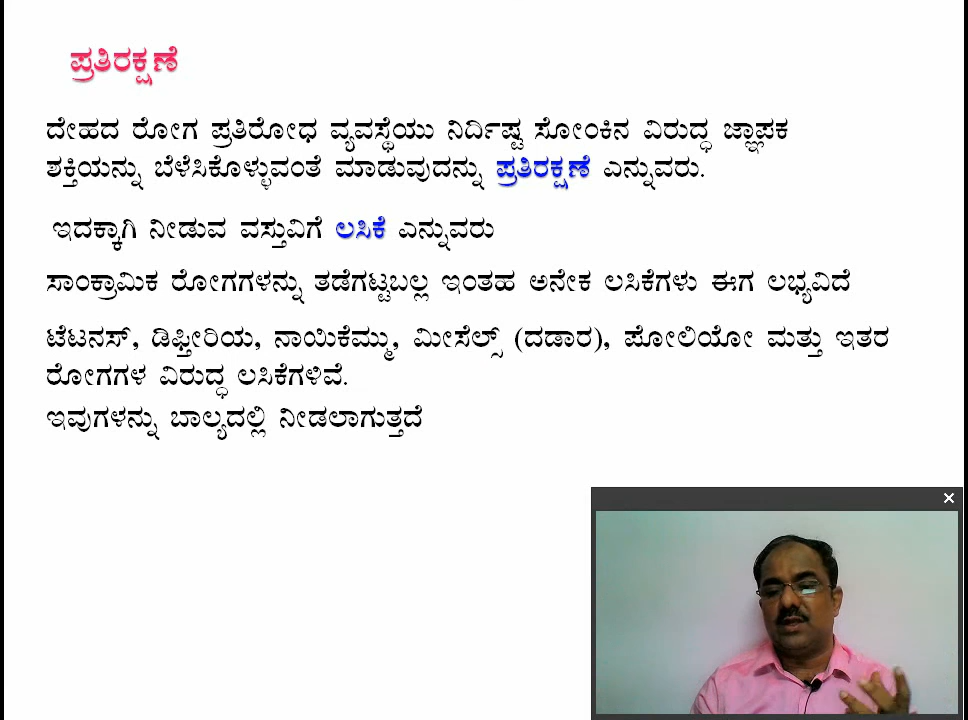 ಪ್ರತಿರಕ್ಷಣೆ
ದೇಹದ ರೋಗ ಪ್ರತಿರೋಧ ವ್ಯವಸ್ಥೆಯು ನಿರ್ದಿಷ್ಟ ಸೋಂಕಿನ ವಿರುದ್ಧ ಜ್ಞಾಪಕ
ಶಕ್ತಿಯನ್ನು ಬೆಳೆಸಿಕೊಳ್ಳುವಂತೆ ಮಾಡುವುದನ್ನು ಪ್ರತಿರಕ್ಷಣೆ ಎನ್ನುವರು.
ಇದಕ್ಕಾಗಿ ನೀಡುವ ವಸ್ತುವಿಗೆ ಲಸಿಕೆ ಎನ್ನುವರು
ಸಾಂಕ್ರಾಮಿಕ ರೋಗಗಳನ್ನು ತಡೆಗಟ್ಟಬಲ್ಲ ಇಂತಹ ಅನೇಕ ಲಸಿಕೆಗಳು ಈಗ ಲಭ್ಯವಿದೆ
ಟೆಟನಸ್, ಡಿಫ್ತೀರಿಯ, ನಾಯಿಕೆಮ್ಮು, ಮೀಸೆಲ್ಸ್ (ದಡಾರ), ಪೋಲಿಯೋ ಮತ್ತು ಇತರ
ರೋಗಗಳ ವಿರುದ್ಧ ಲಸಿಕೆಗಳಿವೆ.
ಇವುಗಳನ್ನು ಬಾಲ್ಯದಲ್ಲಿ ನೀಡಲಾಗುತ್ತದೆ